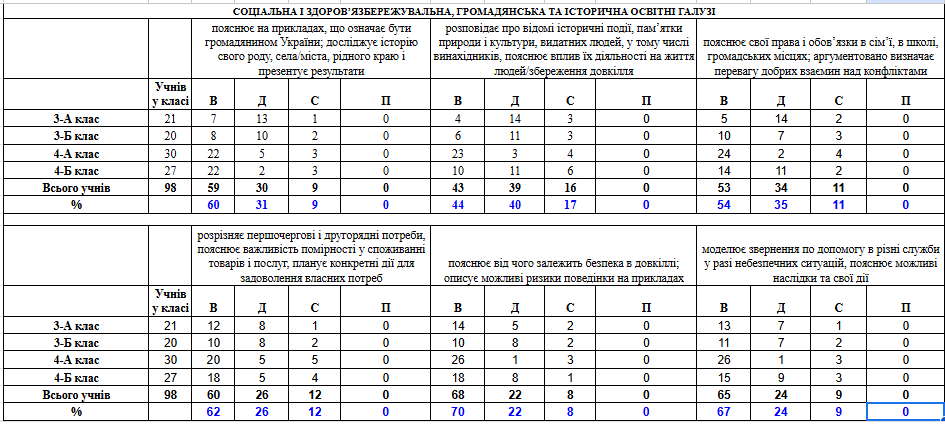 СОЦІАЛЬНА І ЗДОРОВ'ЯЗБЕРЕЖУВАЛЬНА, ГРОМАДЯНСЬКА ТА ІСТОРИЧНА ОСВІТНІ ГАЛУЗІ
пояснює на прикладах, що означає бути
громадянином України; досліджує історію
свого роду, села/міста, рідного краю і
презентує результати
розповідає про відомі історичні події, пам'ятки
природи і культури, видатних людей, у тому числі
винахідників, пояснює вплив їх діяльності на життя
людей/збереження довкілля
пояснює свої права і обов'язки в сім'ї, в школі,
громадських місцях; аргументовано визначає
перевагу добрих взаємин над конфліктами
Учнів
у класі В Д С П В Д С П В Д С П
3-А клас 21 7 13 1 0 4 14 3 0 5 14 2 0
3-Б клас 20 8 10 2 0 6 11 3 0 10 7 3 0
4-А клас 30 22 5 3 0 23 3 4 0 24 2 4 0
4-Б клас 27 22 2 3 0 10 11 6 0 14 11 2 0
Всього учнів 98 59 30 9 0 43 39 16 0 53 34 11 0
% 60 31 9 0 44 40 17 0 54 35 11 0
розрізняє першочергові і другорядні потреби,
пояснює важливість помірності у споживанні
товарів і послуг, планує конкретні дії для
задоволення власних потреб
пояснює від чого залежить безпека в довкіллі;
описує можливі ризики поведінки на прикладах
моделює звернення по допомогу в різні служби
у разі небезпечних ситуацій, пояснює можливі
наслідки та свої дії
Учнів
у класі В Д С П В Д С П В Д С П
3-А клас 21 12 8 1 0 14 5 2 0 13 7 1 0
3-Б клас 20 10 8 2 0 10 8 2 0 11 7 2 0
4-А клас 30 20 5 5 0 26 1 3 0 26 1 3 0
4-Б клас 27 18 5 4 0 18 8 1 0 15 9 3 0
Всього учнів 98 60 26 12 0 68 22 8 0 65 24 9 0
% 62 26 12 0 70 22 8 0 67 24 9 0